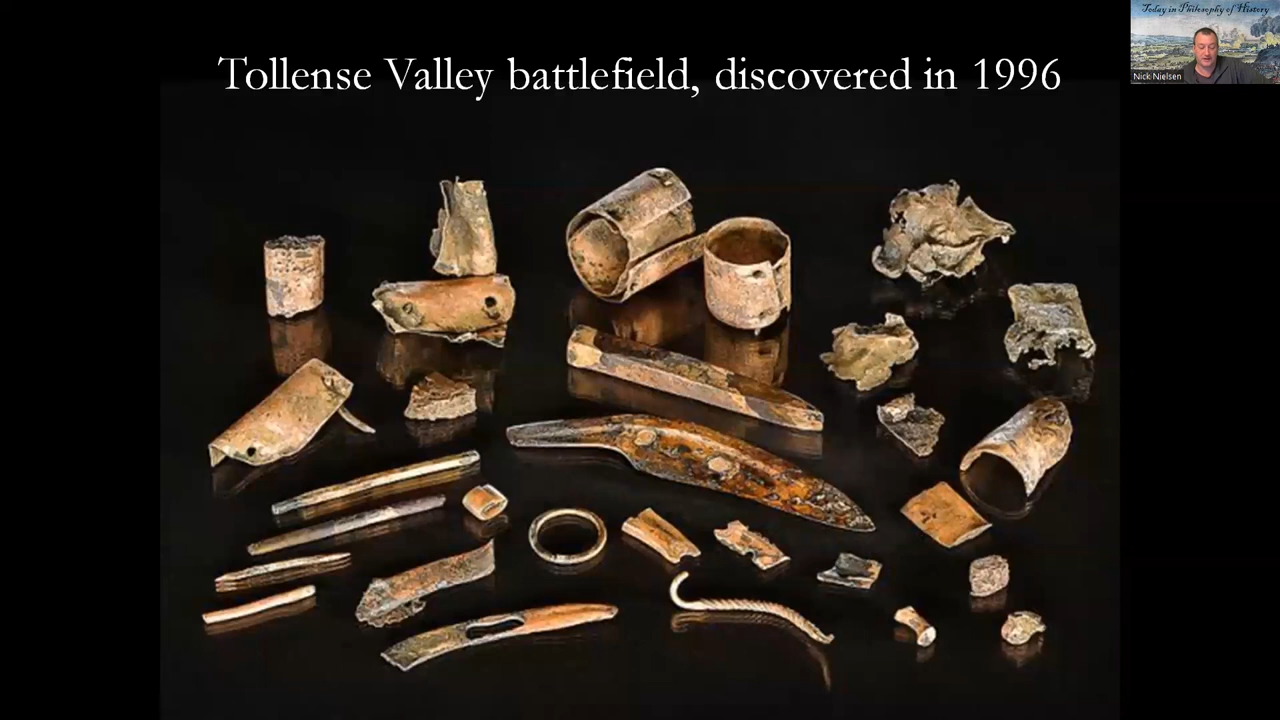 Today in Philosophy of History
Tollense Valley battlefield, discovered in 1996
Nick Nielsen